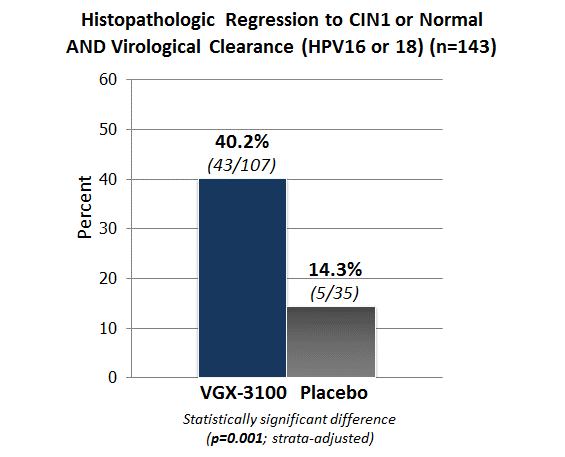 Histopathologic Regression to CIN1 or Normal
AND Virological Clearance (HPV16 or 18) (n=143)
60
50
40
30
20
10
0
Percent
40.2%
(43/107)
14.3%
(5/35)
VGX-3100 Placebo
Statistically significant difference
(p=0.001; strata-adjusted)